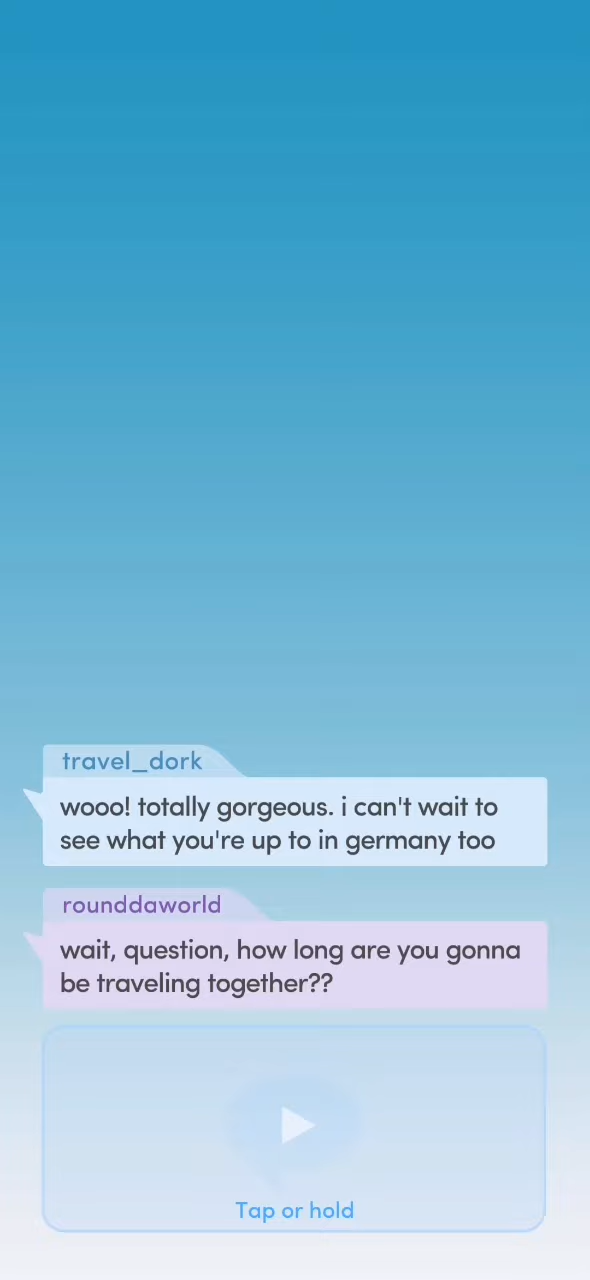 travel_dork
wooo! totally gorgeous. i can't wait to
see what you're up to in germany too
rounddaworld
wait, question, how long are you gonna
be traveling together??
Tap or hold